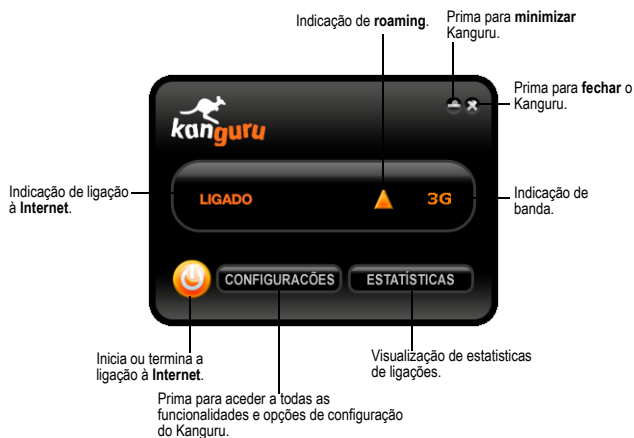 Indicação de roaming.
Prima para minimizar
Kanguru.
Prima para fechar o
Kanguru.
kanguru
Indicação de ligação
à Internet.
LIGADO
3G
Indicação de
banda.
CONFIGURACÕES
ESTATÍSTICAS
Inicia ou termina a
ligação à Internet.
Visualização de estatisticas
de ligações.
Prima para aceder a todas as
funcionalidades e opções de configuração
do Kanguru.